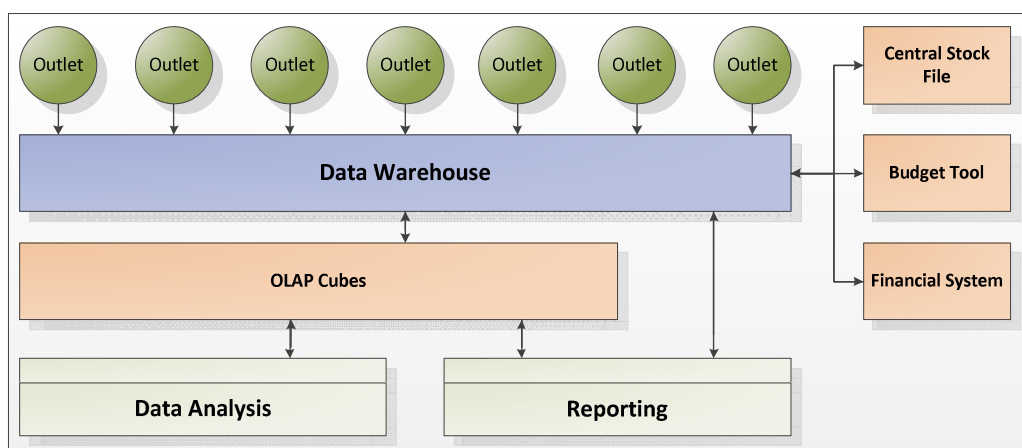 Outlet
Outlet
Outlet
Outlet
Outlet
Outlet
Outlet
Central Stock
File
Data Warehouse
Budget Tool
OLAP Cubes
Financial System
Data Analysis
Reporting